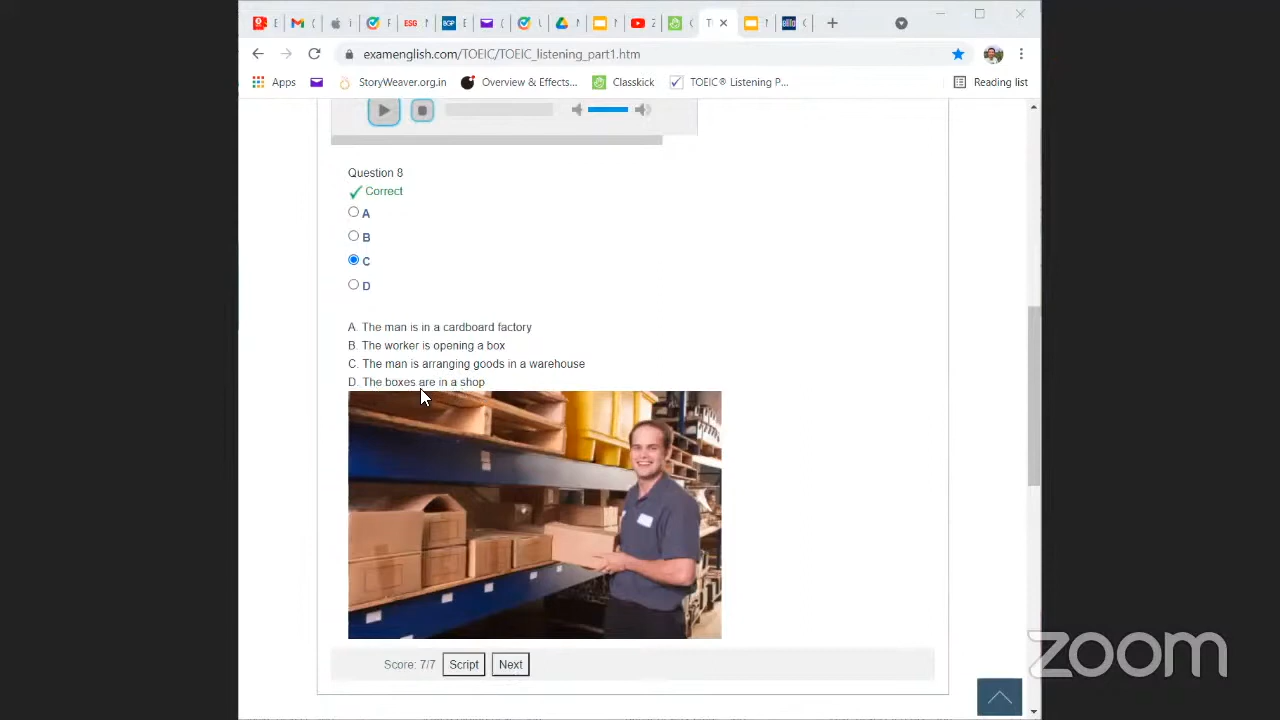 ESG
BGP
examenglish.com/TOEIC/TOEIC_listening_part1.htm
Apps StoryWeaver.org.in Overview & Effects... Classkick TOEIC® Listening P... Reading list
Question 8
Correct
A
B
C
D
A. The man is in a cardboard factory
B. The worker is opening a box
C. The man is arranging goods in a warehouse
D. The boxes are in a shop
Score: 7/7 Script Next
zoom